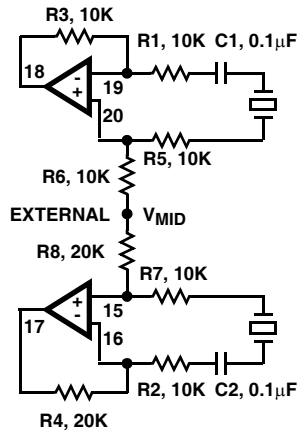 R3, 10K
R1, 10K C1, 0.1µF
18
-
+
19
20
R6, 10K
R5, 10K
EXTERNAL VMID
R8, 20K
R7, 10K
17
+
-
15
16
R2, 10K C2, 0.1µF
R4, 20K